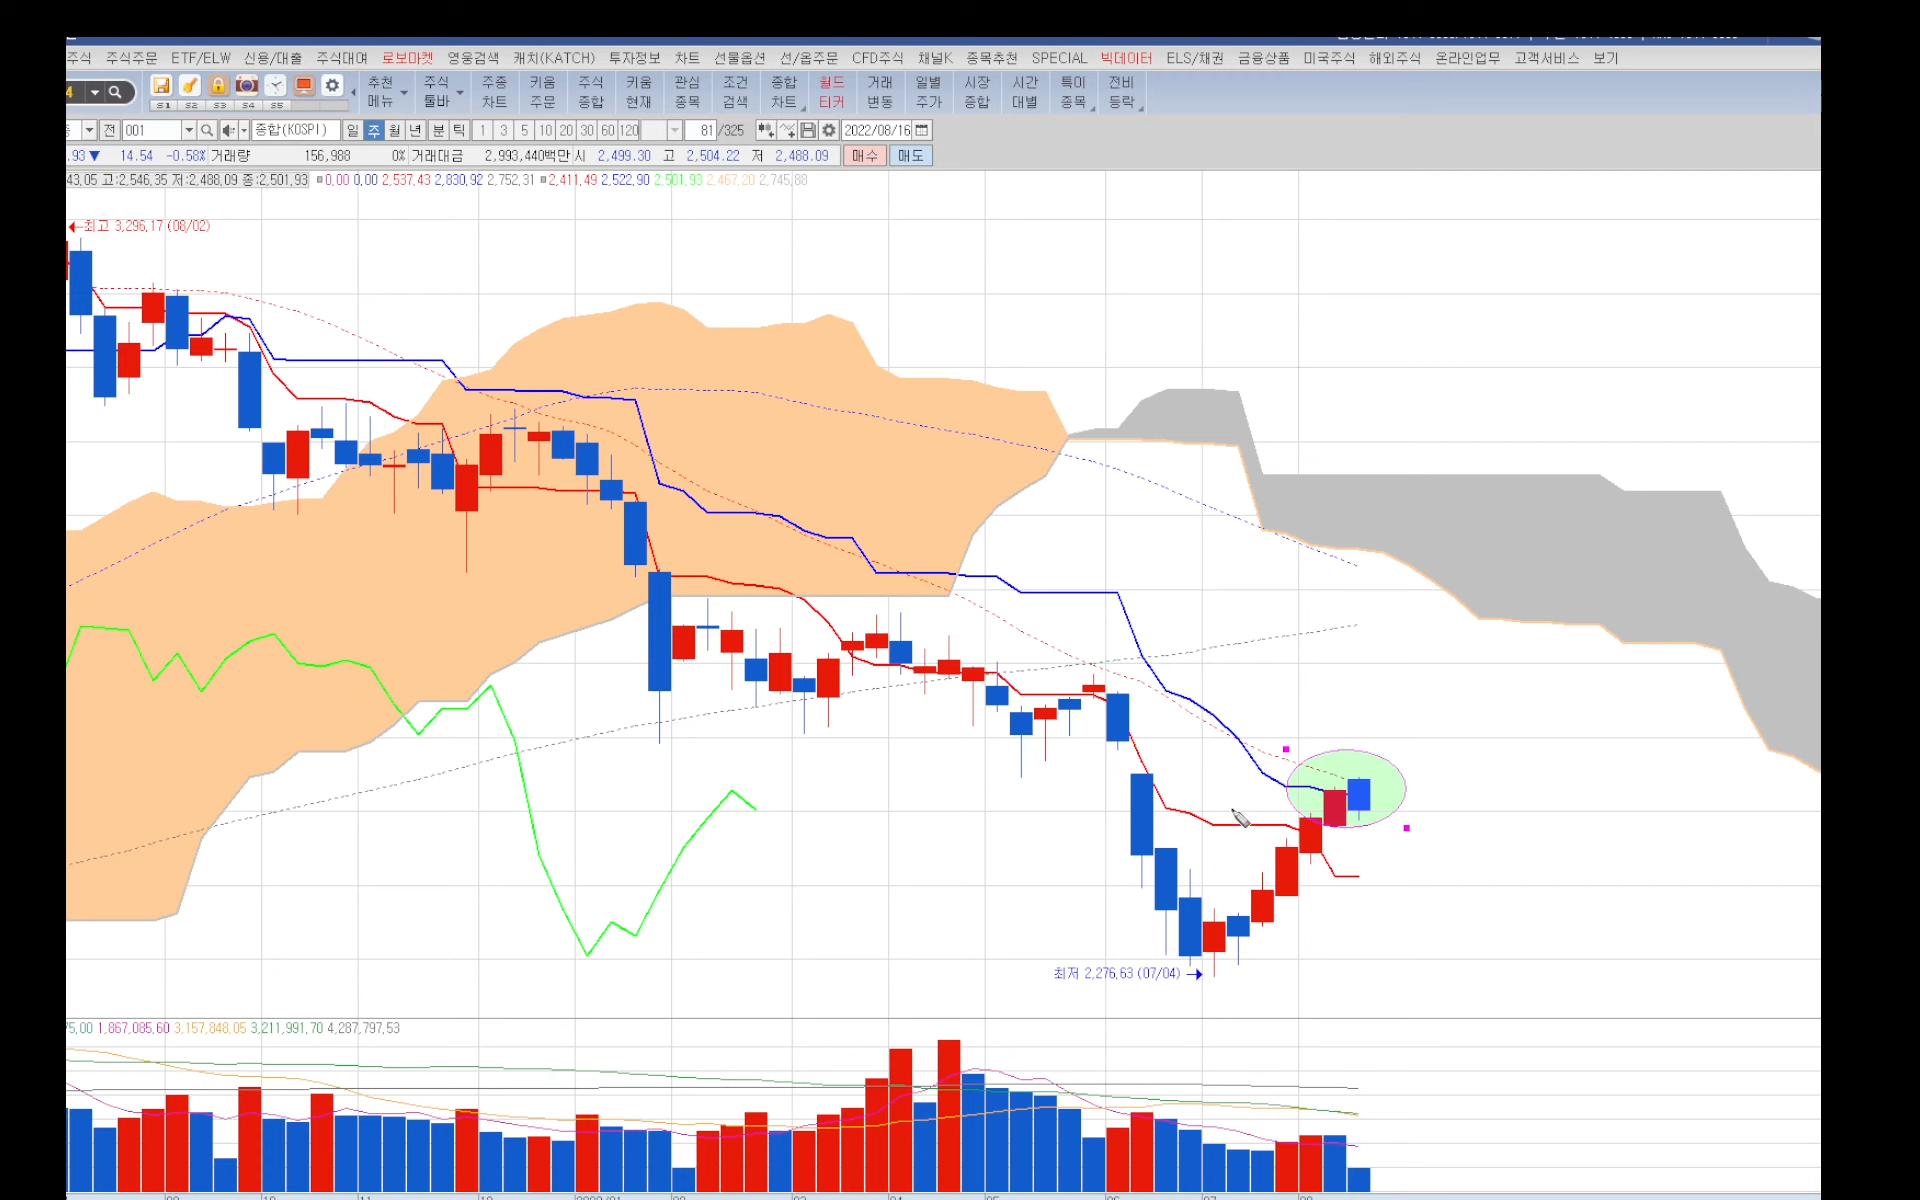 주식 주식주문 ETF/ELW 신용/대출 주식대여 로보마켓 영웅검색 캐치(KATCH) 투자정보 차트 선물옵션 선/옵주문 CFD주식 채널K 종목추천 SPECIAL 빅데이터 ELS/채권 금융상품 미국주식 해외주식 온라인업무 고객서비스 보기
4 추천 주식 주종 키움 주식 키움 관심 조건 종합 월드 거래 일별 시장 시간 특이 전비
S1 S2 S3 S4 S5 메뉴 툴바 차트 주문 종합 현재 종목 검색 차트 티커 변동 주가 종합 대별 종목 등락
전 001 종합(KOSPI) 일 주 월 년 분 틱 1 3 5 10 20 30 60 120 81 /325 2022/08/16
.93▼ 14.54 -0.58% 거래량 156,988 0% 거래대금 2,993,440백만 시 2,499.30 고 2,504.22 저 2,488.09 매수 매도
43.05 고:2,546.35 저:2,488.09 종:2,501.93 0.00 0.00 2,537.43 2,830.92 2,752.31 2,411.49 2,522.90 2,501.93 2,467.20 2,745.88
←최고 3,296.17 (08/02)
최저 2,276.63 (07/04) →
75.00 1,867,085.60 3,157,848.05 3,211,991.70 4,287,797.53